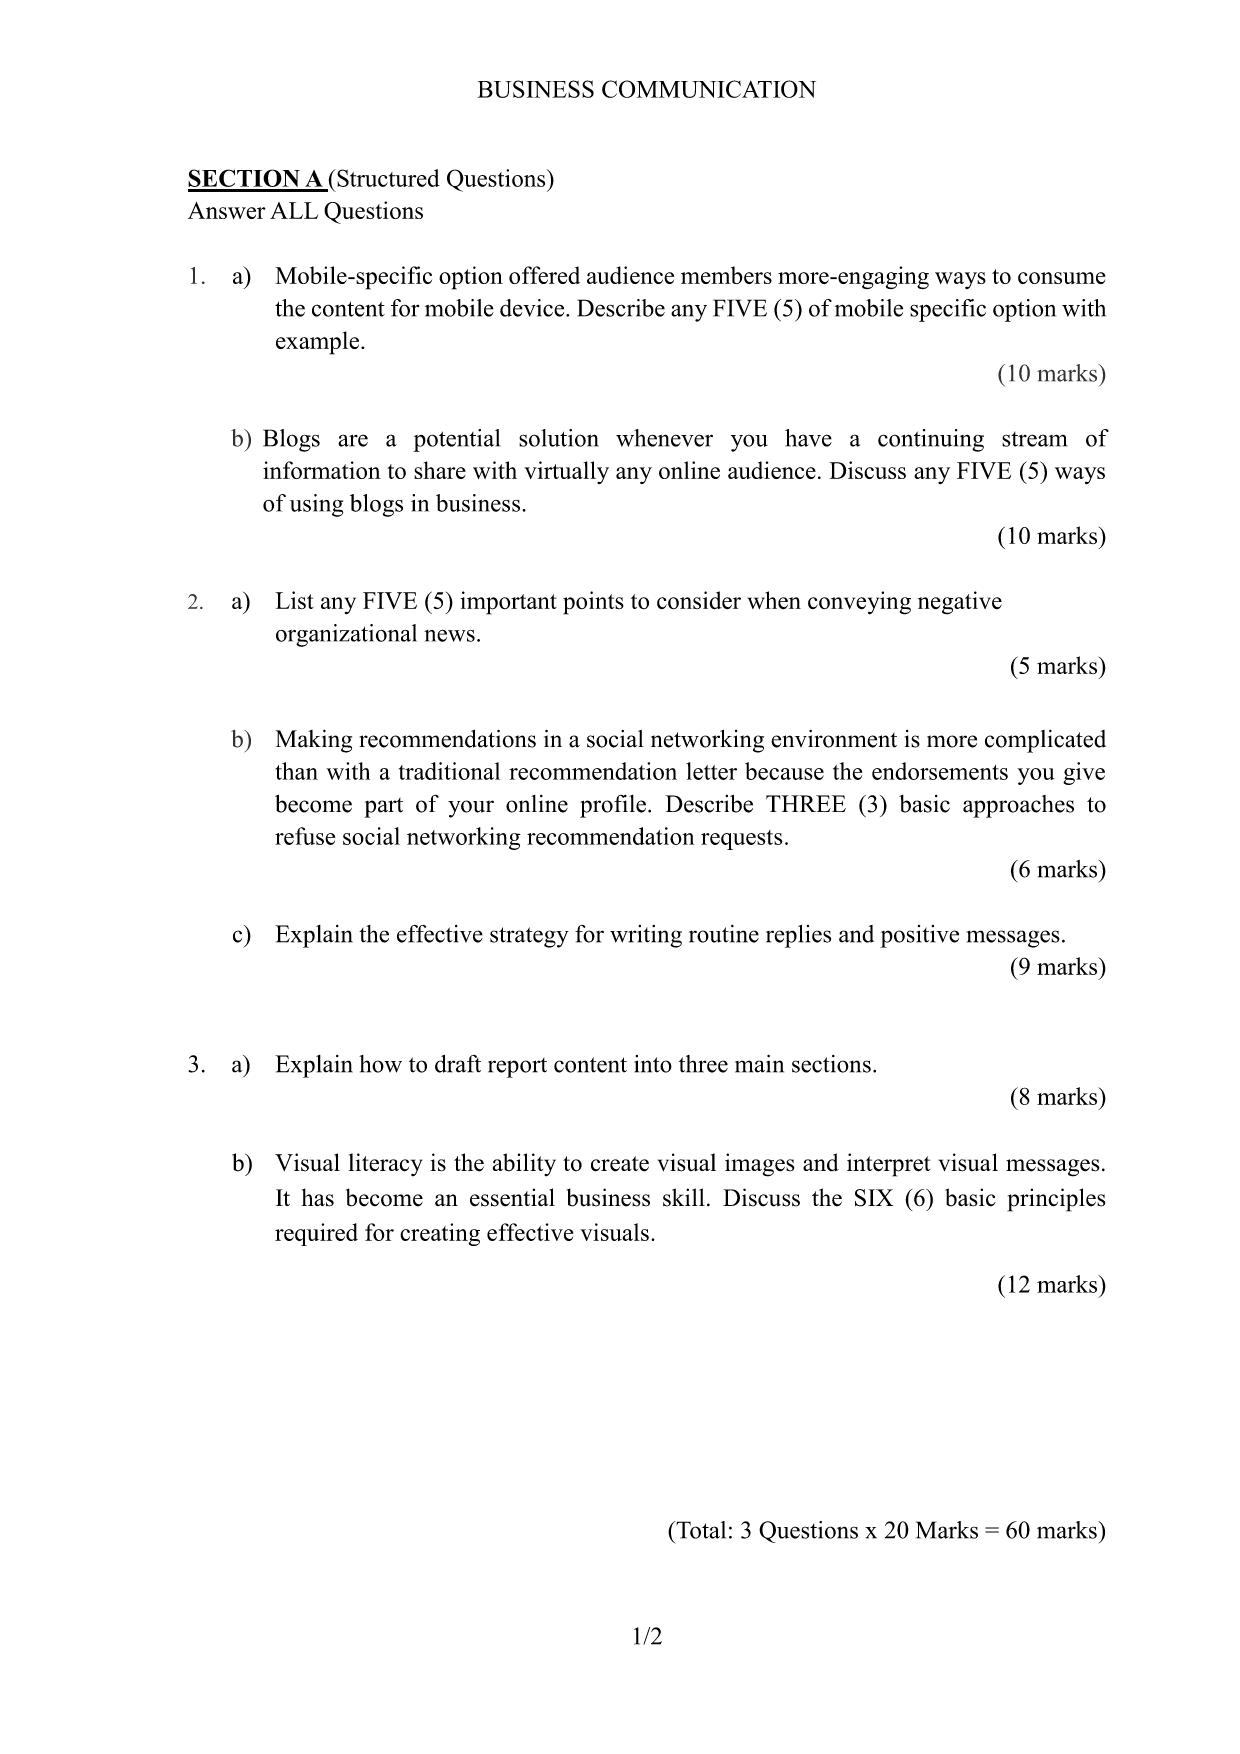 BUSINESS COMMUNICATION
SECTION A (Structured Questions)
Answer ALL Questions
1. a) Mobile-specific option offered audience members more-engaging ways to consume
the content for mobile device. Describe any FIVE (5) of mobile specific option with
example.
(10 marks)
b) Blogs are a potential solution whenever you have a continuing stream of
information to share with virtually any online audience. Discuss any FIVE (5) ways
of using blogs in business.
(10 marks)
2. a) List any FIVE (5) important points to consider when conveying negative
organizational news.
(5 marks)
b) Making recommendations in a social networking environment is more complicated
than with a traditional recommendation letter because the endorsements you give
become part of your online profile. Describe THREE (3) basic approaches to
refuse social networking recommendation requests.
(6 marks)
c) Explain the effective strategy for writing routine replies and positive messages.
(9 marks)
3. a) Explain how to draft report content into three main sections.
(8 marks)
b) Visual literacy is the ability to create visual images and interpret visual messages.
It has become an essential business skill. Discuss the SIX (6) basic principles
required for creating effective visuals.
(12 marks)
(Total: 3 Questions x 20 Marks = 60 marks)
1/2